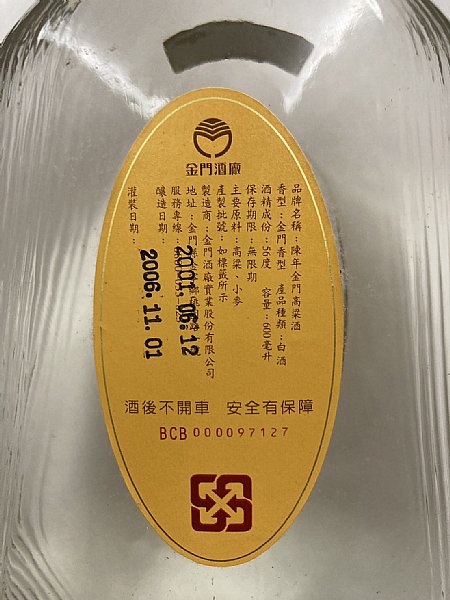 金門酒廠
品牌名稱：陳年金門高粱酒
香型：金門香型 產品種類：白酒
酒精成份：56度 容量：600毫升
保存期限：無限期
主要原料：高粱、小麥
產製批號：如標籤所示
製造商：金門酒廠實業股份有限公司
地址：金門縣
服務專線：
釀造日期：2001.06.12
灌裝日期：2006.11.01
酒後不開車 安全有保障
BCB000097127